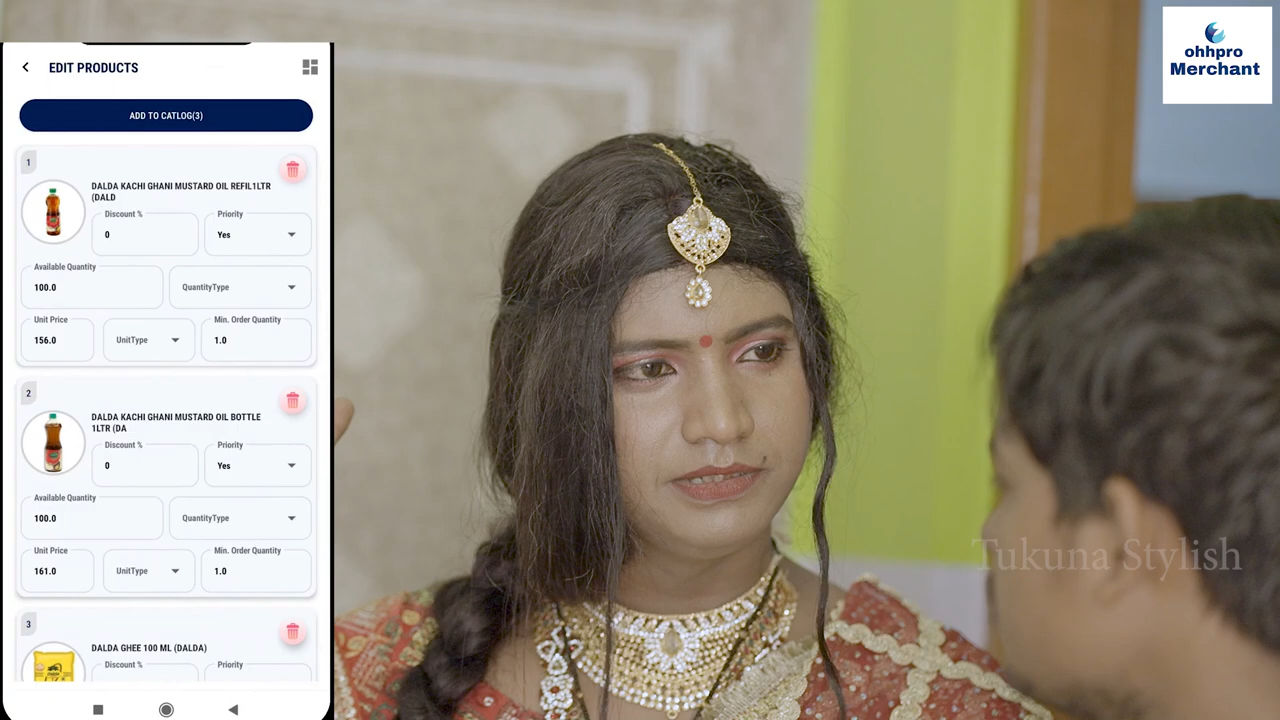 EDIT PRODUCTS
ADD TO CATLOG(3)
1
DALDA KACHI GHANI MUSTARD OIL REFIL1LTR
(DALD
Discount %
0
Priority
Yes
Available Quantity
100.0
QuantityType
Unit Price
156.0
UnitType
Min. Order Quantity
1.0
2
DALDA KACHI GHANI MUSTARD OIL BOTTLE
1LTR (DA
Discount %
0
Priority
Yes
Available Quantity
100.0
QuantityType
Unit Price
161.0
UnitType
Min. Order Quantity
1.0
3
DALDA GHEE 100 ML (DALDA)
Discount %
Priority
ohhpro
Merchant
Tukuna Stylish